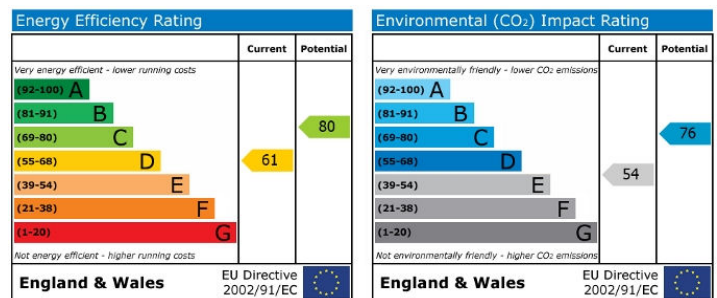 Energy Efficiency Rating
Current Potential
Very energy efficient - lower running costs
(92-100) A
(81-91) B
(69-80) C
80
(55-68) D
61
(39-54) E
(21-38) F
(1-20) G
Not energy efficient - higher running costs
England & Wales
EU Directive
2002/91/EC
Environmental (CO₂) Impact Rating
Current Potential
Very environmentally friendly - lower CO₂ emissions
(92-100) A
(81-91) B
(69-80) C
76
(55-68) D
54
(39-54) E
(21-38) F
(1-20) G
Not environmentally friendly - higher CO₂ emissions
England & Wales
EU Directive
2002/91/EC